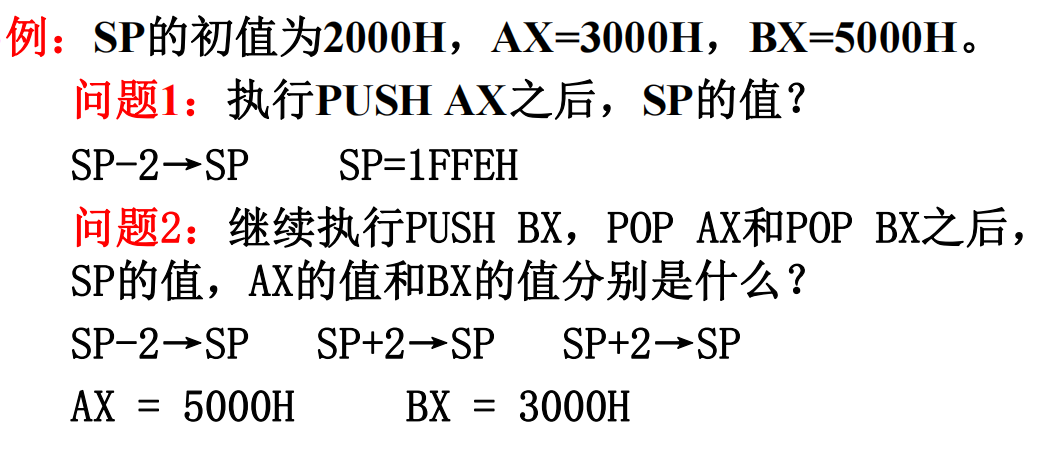 例：SP的初值为2000H，AX=3000H，BX=5000H。
问题1：执行PUSH AX之后，SP的值？
SP-2→SP SP=1FFEH
问题2：继续执行PUSH BX，POP AX和POP BX之后，
SP的值，AX的值和BX的值分别是什么？
SP-2→SP SP+2→SP SP+2→SP
AX = 5000H BX = 3000H